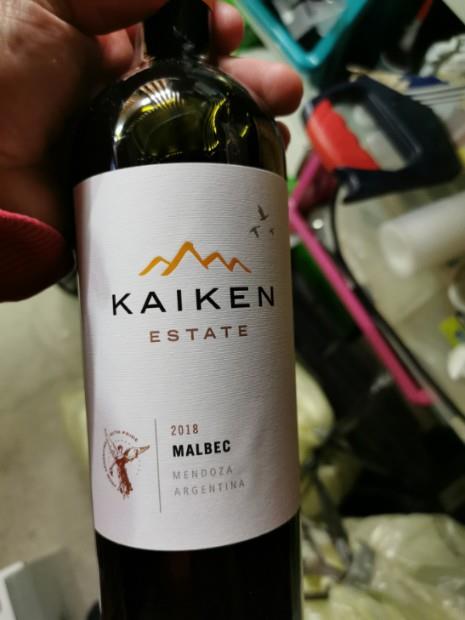 KAIKEN
ESTATE
2018
MALBEC
MENDOZA
ARGENTINA